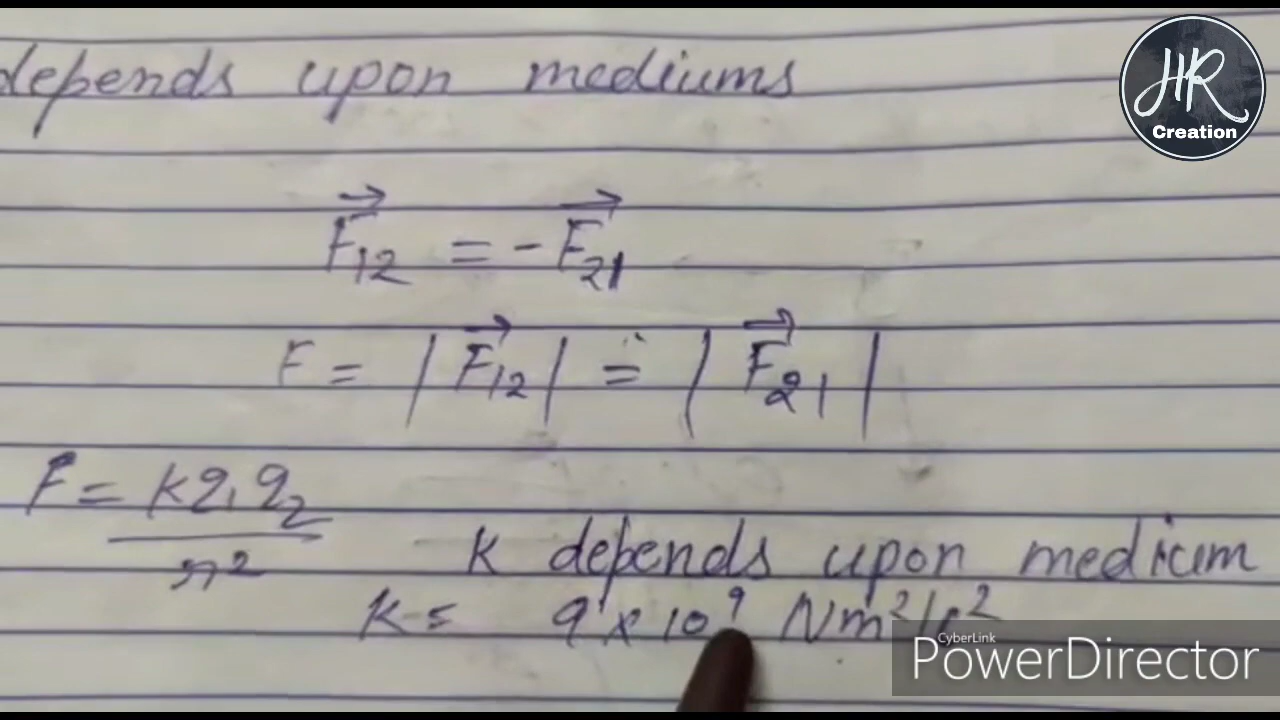 depends upon mediums
HR
Creation
F₁₂ = -F₂₁
F = |F₁₂| = |F₂₁|
F = kq₁q₂
r²
K depends upon medium
K = 9 x 10⁹ Nm²/c²
CyberLink
PowerDirector